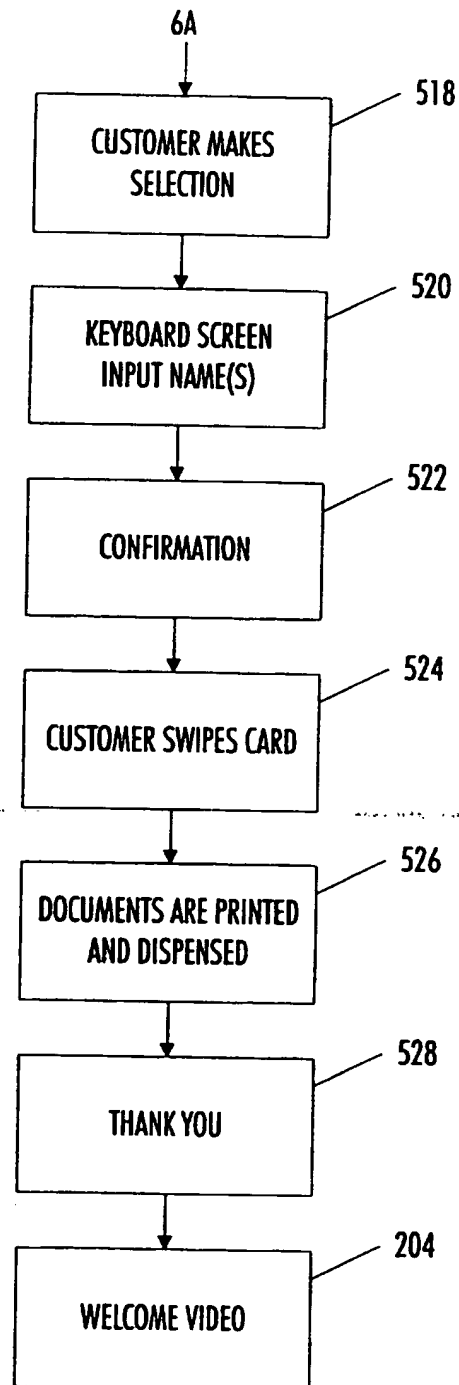 6A
518
CUSTOMER MAKES
SELECTION
520
KEYBOARD SCREEN
INPUT NAME(S)
522
CONFIRMATION
524
CUSTOMER SWIPES CARD
526
DOCUMENTS ARE PRINTED
AND DISPENSED
528
THANK YOU
204
WELCOME VIDEO